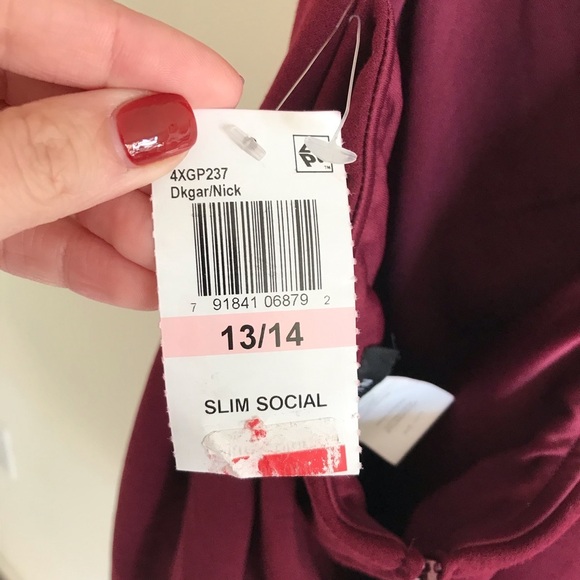 4XGP237
Dkgar/Nick
7 91841 06879 2
13/14
SLIM SOCIAL